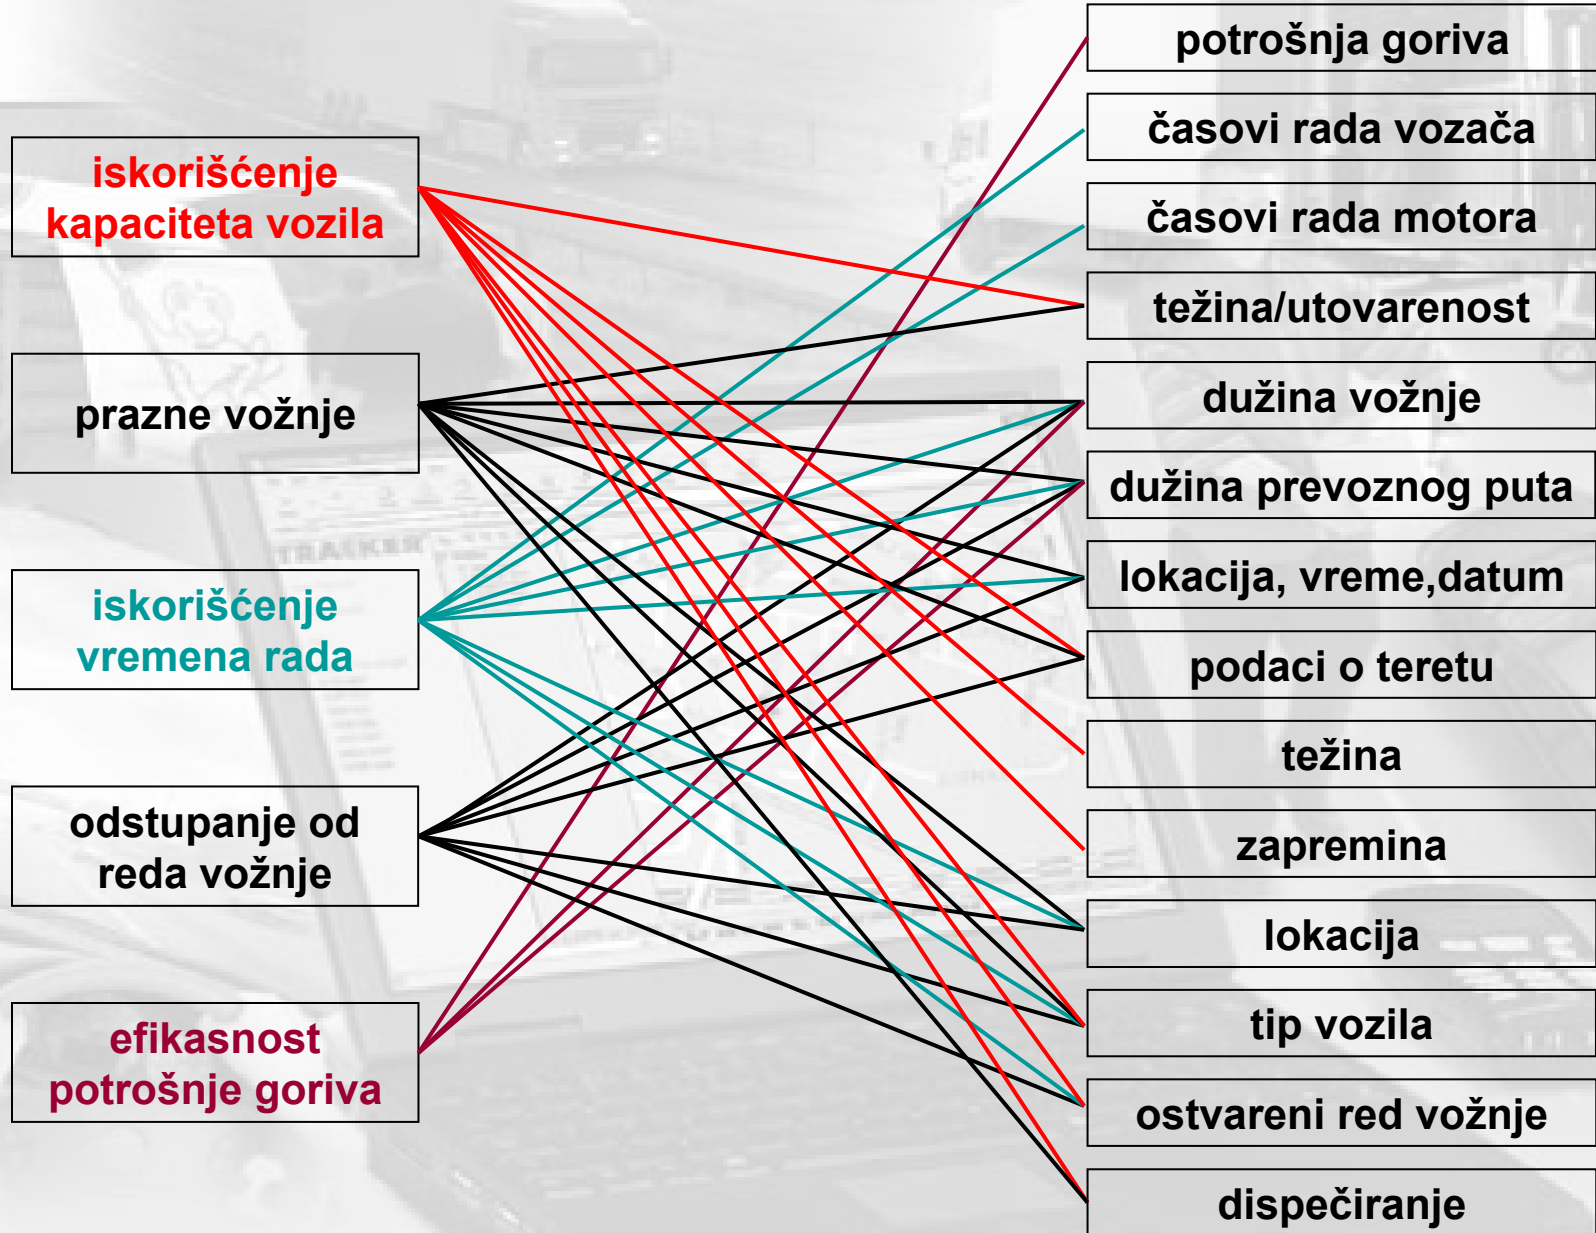 iskorišćenje
kapaciteta vozila
prazne vožnje
iskorišćenje
vremena rada
odstupanje od
reda vožnje
efikasnost
potrošnje goriva
potrošnja goriva
časovi rada vozača
časovi rada motora
težina/utovarenost
dužina vožnje
dužina prevoznog puta
lokacija, vreme,datum
podaci o teretu
težina
zapremina
lokacija
tip vozila
ostvareni red vožnje
dispečiranje